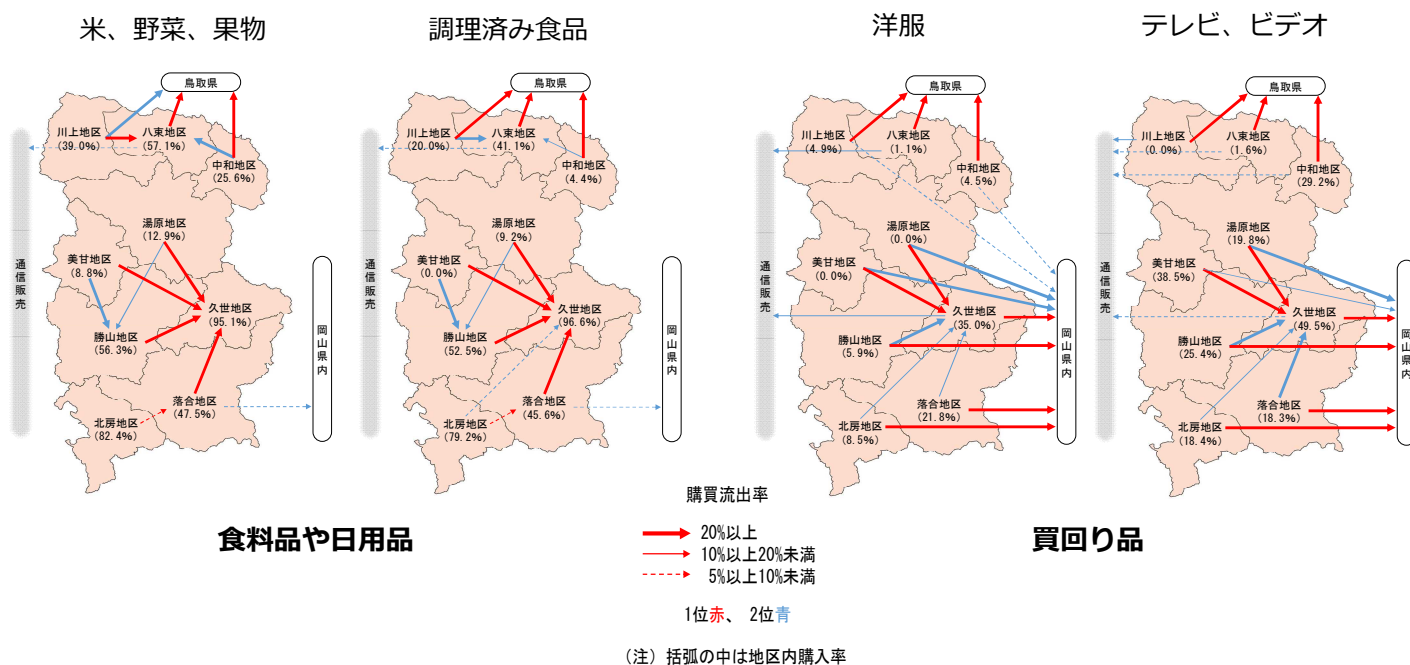 米、野菜、果物
鳥取県
川上地区
(39.0%)
八束地区
(57.1%)
中和地区
(25.6%)
湯原地区
(12.9%)
美甘地区
(8.8%)
久世地区
(95.1%)
勝山地区
(56.3%)
落合地区
(47.5%)
北房地区
(82.4%)
通信販売
岡山県内
調理済み食品
鳥取県
川上地区
(20.0%)
八束地区
(41.1%)
中和地区
(4.4%)
湯原地区
(9.2%)
美甘地区
(0.0%)
久世地区
(96.6%)
勝山地区
(52.5%)
落合地区
(45.6%)
北房地区
(79.2%)
通信販売
岡山県内
洋服
鳥取県
川上地区
(4.9%)
八束地区
(1.1%)
中和地区
(4.5%)
湯原地区
(0.0%)
美甘地区
(0.0%)
久世地区
(35.0%)
勝山地区
(5.9%)
落合地区
(21.8%)
北房地区
(8.5%)
通信販売
岡山県内
テレビ、ビデオ
鳥取県
川上地区
(0.0%)
八束地区
(1.6%)
中和地区
(29.2%)
湯原地区
(19.8%)
美甘地区
(38.5%)
久世地区
(49.5%)
勝山地区
(25.4%)
落合地区
(18.3%)
北房地区
(18.4%)
通信販売
岡山県内
食料品や日用品
買回り品
購買流出率
20%以上
10%以上20%未満
5%以上10%未満
1位赤、 2位青
（注）括弧の中は地区内購入率